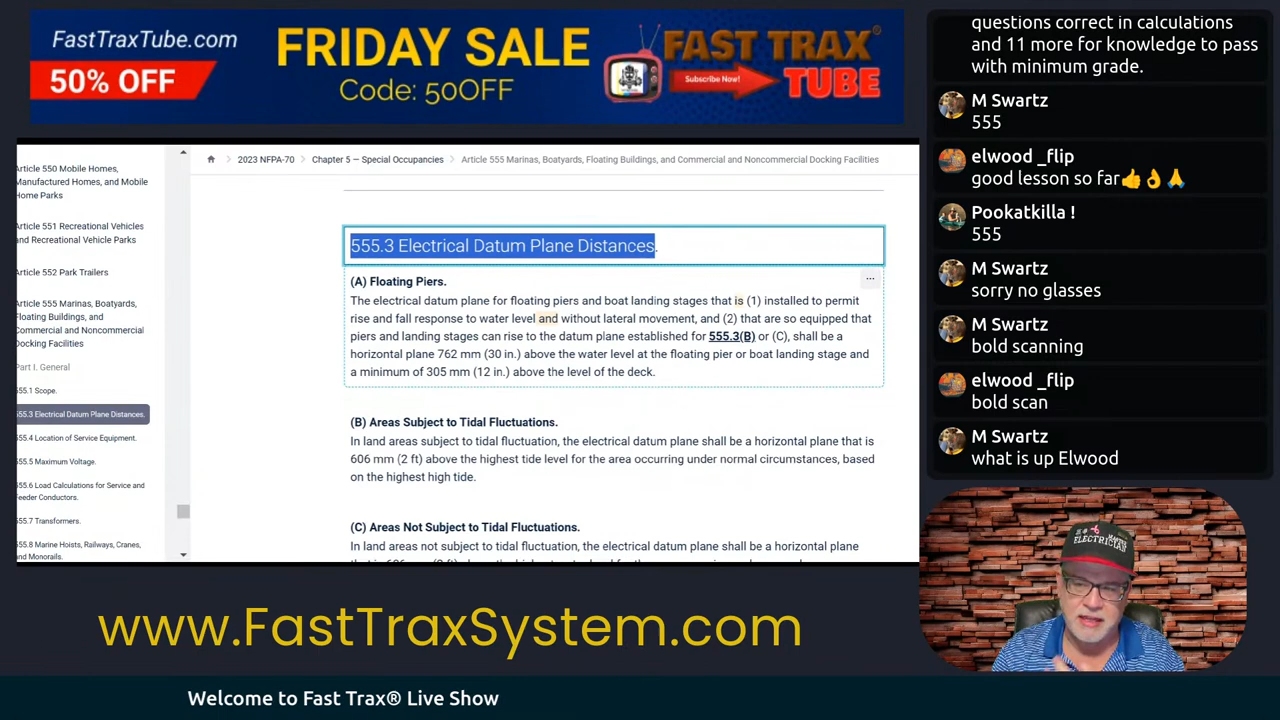 FastTraxTube.com
50% OFF
FRIDAY SALE
Code: 50OFF
FAST TRAX®
Subscribe Now!
TUBE
2023 NFPA-70
Chapter 5 — Special Occupancies
Article 555 Marinas, Boatyards, Floating Buildings, and Commercial and Noncommercial Docking Facilities
Article 550 Mobile Homes,
Manufactured Homes, and Mobile
Home Parks
Article 551 Recreational Vehicles
and Recreational Vehicle Parks
Article 552 Park Trailers
Article 555 Marinas, Boatyards,
Floating Buildings, and
Commercial and Noncommercial
Docking Facilities
Part I. General
555.1 Scope.
555.3 Electrical Datum Plane Distances.
555.4 Location of Service Equipment.
555.5 Maximum Voltage.
555.6 Load Calculations for Service and
Feeder Conductors.
555.7 Transformers.
555.8 Marine Hoists, Railways, Cranes,
and Monorails.
555.3 Electrical Datum Plane Distances.
(A) Floating Piers.
The electrical datum plane for floating piers and boat landing stages that is (1) installed to permit
rise and fall response to water level and without lateral movement, and (2) that are so equipped that
piers and landing stages can rise to the datum plane established for 555.3(B) or (C), shall be a
horizontal plane 762 mm (30 in.) above the water level at the floating pier or boat landing stage and
a minimum of 305 mm (12 in.) above the level of the deck.
(B) Areas Subject to Tidal Fluctuations.
In land areas subject to tidal fluctuation, the electrical datum plane shall be a horizontal plane that is
606 mm (2 ft) above the highest tide level for the area occurring under normal circumstances, based
on the highest high tide.
(C) Areas Not Subject to Tidal Fluctuations.
In land areas not subject to tidal fluctuation, the electrical datum plane shall be a horizontal plane
questions correct in calculations
and 11 more for knowledge to pass
with minimum grade.
M Swartz
555
elwood _flip
good lesson so far👍👌🙏
Pookatkilla !
555
M Swartz
sorry no glasses
M Swartz
bold scanning
elwood _flip
bold scan
M Swartz
what is up Elwood
ELECTRICIAN
www.FastTraxSystem.com
Welcome to Fast Trax® Live Show